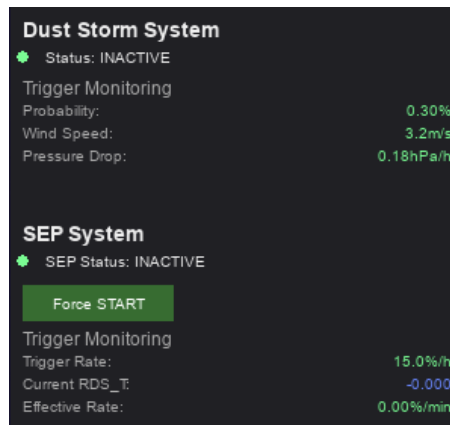 Dust Storm System
Status: INACTIVE
Trigger Monitoring
Probability: 0.30%
Wind Speed: 3.2m/s
Pressure Drop: 0.18hPa/h
SEP System
SEP Status: INACTIVE
Force START
Trigger Monitoring
Trigger Rate: 15.0%/h
Current RDS_T: -0.000
Effective Rate: 0.00%/min